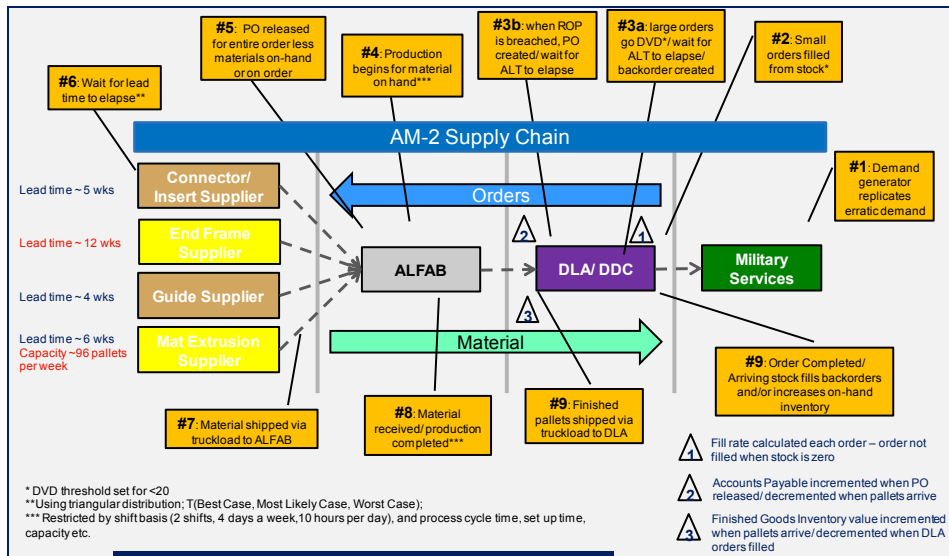 #5: PO released
for entire order less
materials on-hand
or on order
#4: Production
begins for material
on hand***
#3b: when ROP
is breached, PO
created/ wait for
ALT to elapse
#3a: large orders
go DVD*/ wait for
ALT to elapse/
backorder created
#2: Small
orders filled
from stock*
#6: Wait for lead
time to elapse**
AM-2 Supply Chain
#1: Demand
generator
replicates
erratic demand
Lead time ~ 5 wks
Connector/
Insert Supplier
Orders
Lead time ~ 12 wks
End Frame
Supplier
2
1
ALFAB
DLA/ DDC
Military
Services
Lead time ~ 4 wks
Guide Supplier
3
Lead time ~ 6 wks
Capacity ~96 pallets
per week
Mat Extrusion
Supplier
Material
#7: Material shipped via
truckload to ALFAB
#8: Material
received/ production
completed***
#9: Finished
pallets shipped via
truckload to DLA
#9: Order Completed/
Arriving stock fills backorders
and/or increases on-hand
inventory
1
Fill rate calculated each order – order not
filled when stock is zero
2
Accounts Payable incremented when PO
released/ decremented when pallets arrive
3
Finished Goods Inventory value incremented
when pallets arrive/ decremented when DLA
orders filled
* DVD threshold set for <20
**Using triangular distribution; T(Best Case, Most Likely Case, Worst Case);
*** Restricted by shift basis (2 shifts, 4 days a week,10 hours per day), and process cycle time, set up time,
capacity etc.